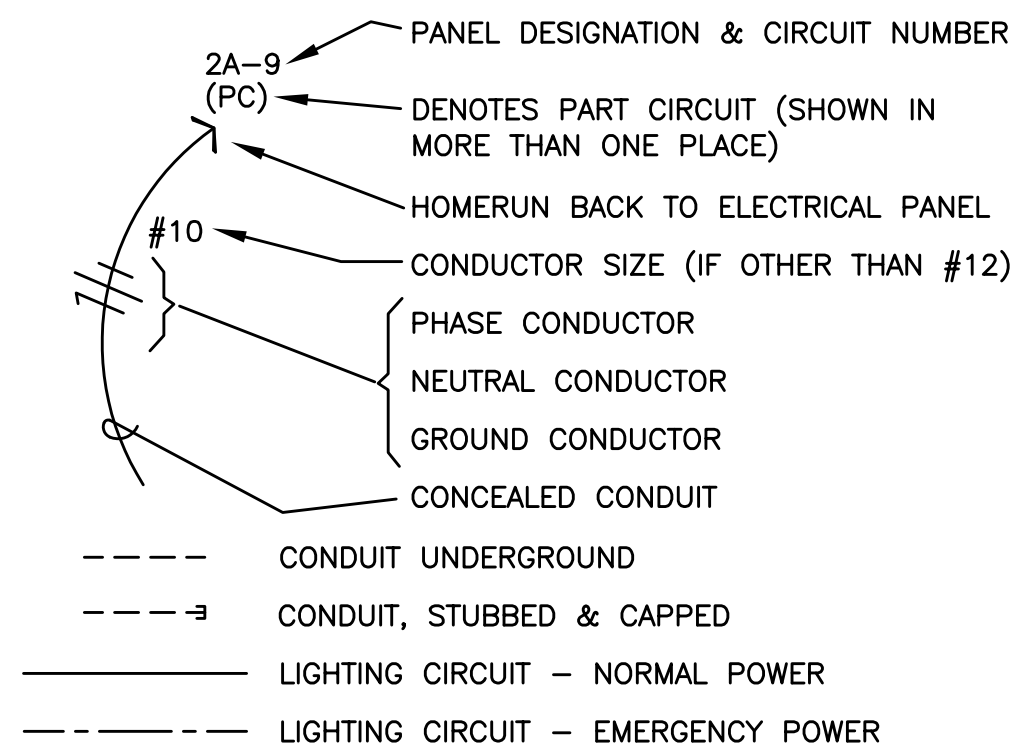 PANEL DESIGNATION & CIRCUIT NUMBER
2A-9
(PC)
DENOTES PART CIRCUIT (SHOWN IN
MORE THAN ONE PLACE)
HOMERUN BACK TO ELECTRICAL PANEL
#10
CONDUCTOR SIZE (IF OTHER THAN #12)
PHASE CONDUCTOR
NEUTRAL CONDUCTOR
GROUND CONDUCTOR
CONCEALED CONDUIT
CONDUIT UNDERGROUND
CONDUIT, STUBBED & CAPPED
LIGHTING CIRCUIT - NORMAL POWER
LIGHTING CIRCUIT - EMERGENCY POWER